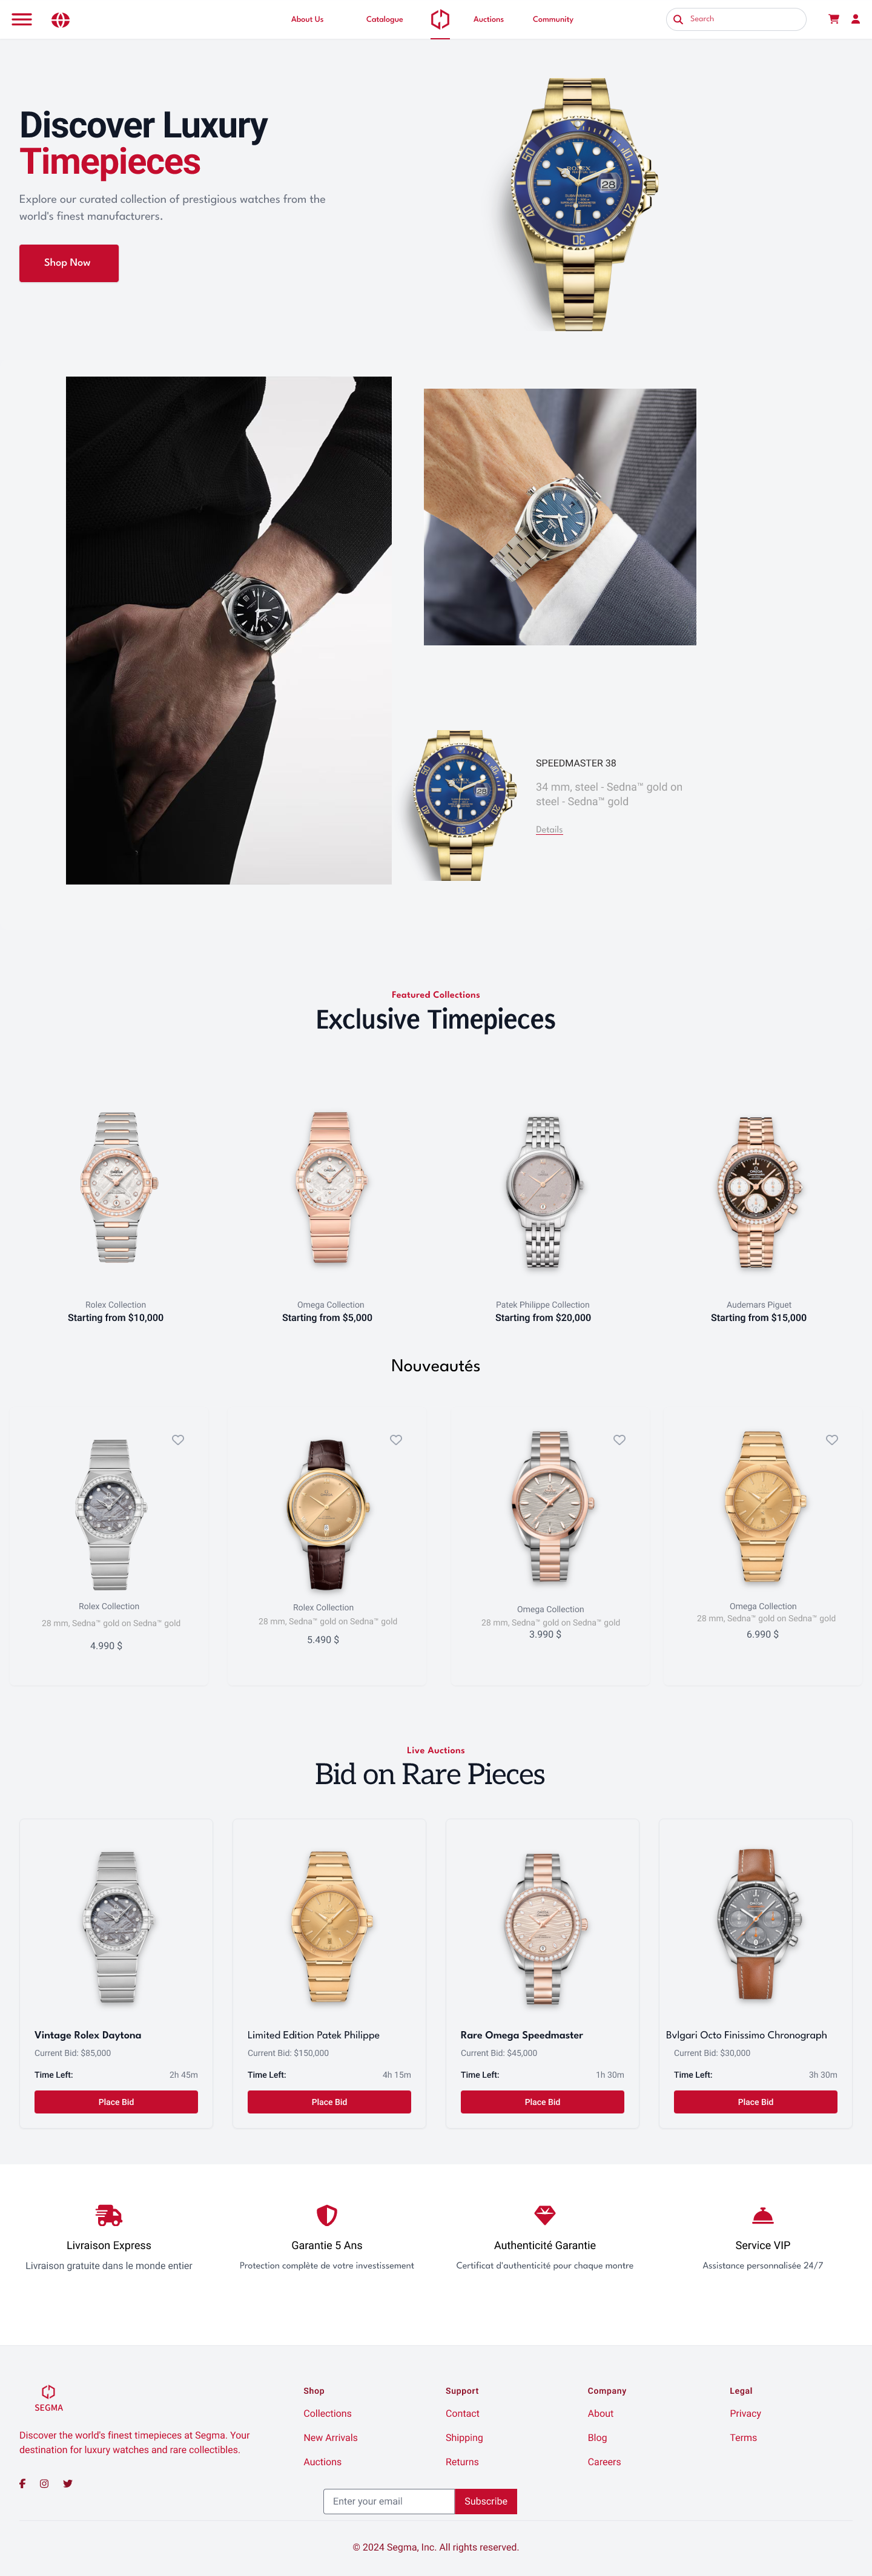 About Us
Catalogue
Auctions
Community
Search
Discover Luxury
Timepieces
Explore our curated collection of prestigious watches from the
world's finest manufacturers.
Shop Now
ROLEX
28
SPEEDMASTER 38
34 mm, steel - Sedna™ gold on
steel - Sedna™ gold
Details
Featured Collections
Exclusive Timepieces
Rolex Collection
Starting from $10,000
Omega Collection
Starting from $5,000
Patek Philippe Collection
Starting from $20,000
Audemars Piguet
Starting from $15,000
Nouveautés
Rolex Collection
28 mm, Sedna™ gold on Sedna™ gold
4.990 $
Rolex Collection
28 mm, Sedna™ gold on Sedna™ gold
5.490 $
Omega Collection
28 mm, Sedna™ gold on Sedna™ gold
3.990 $
Omega Collection
28 mm, Sedna™ gold on Sedna™ gold
6.990 $
Live Auctions
Bid on Rare Pieces
Vintage Rolex Daytona
Current Bid: $85,000
Time Left: 2h 45m
Place Bid
Limited Edition Patek Philippe
Current Bid: $150,000
Time Left: 4h 15m
Place Bid
Rare Omega Speedmaster
Current Bid: $45,000
Time Left: 1h 30m
Place Bid
Bvlgari Octo Finissimo Chronograph
Current Bid: $30,000
Time Left: 3h 30m
Place Bid
Livraison Express
Livraison gratuite dans le monde entier
Garantie 5 Ans
Protection complète de votre investissement
Authenticité Garantie
Certificat d'authenticité pour chaque montre
Service VIP
Assistance personnalisée 24/7
SEGMA
Discover the world's finest timepieces at Segma. Your
destination for luxury watches and rare collectibles.
Shop
Collections
New Arrivals
Auctions
Support
Contact
Shipping
Returns
Company
About
Blog
Careers
Legal
Privacy
Terms
Enter your email
Subscribe
© 2024 Segma, Inc. All rights reserved.